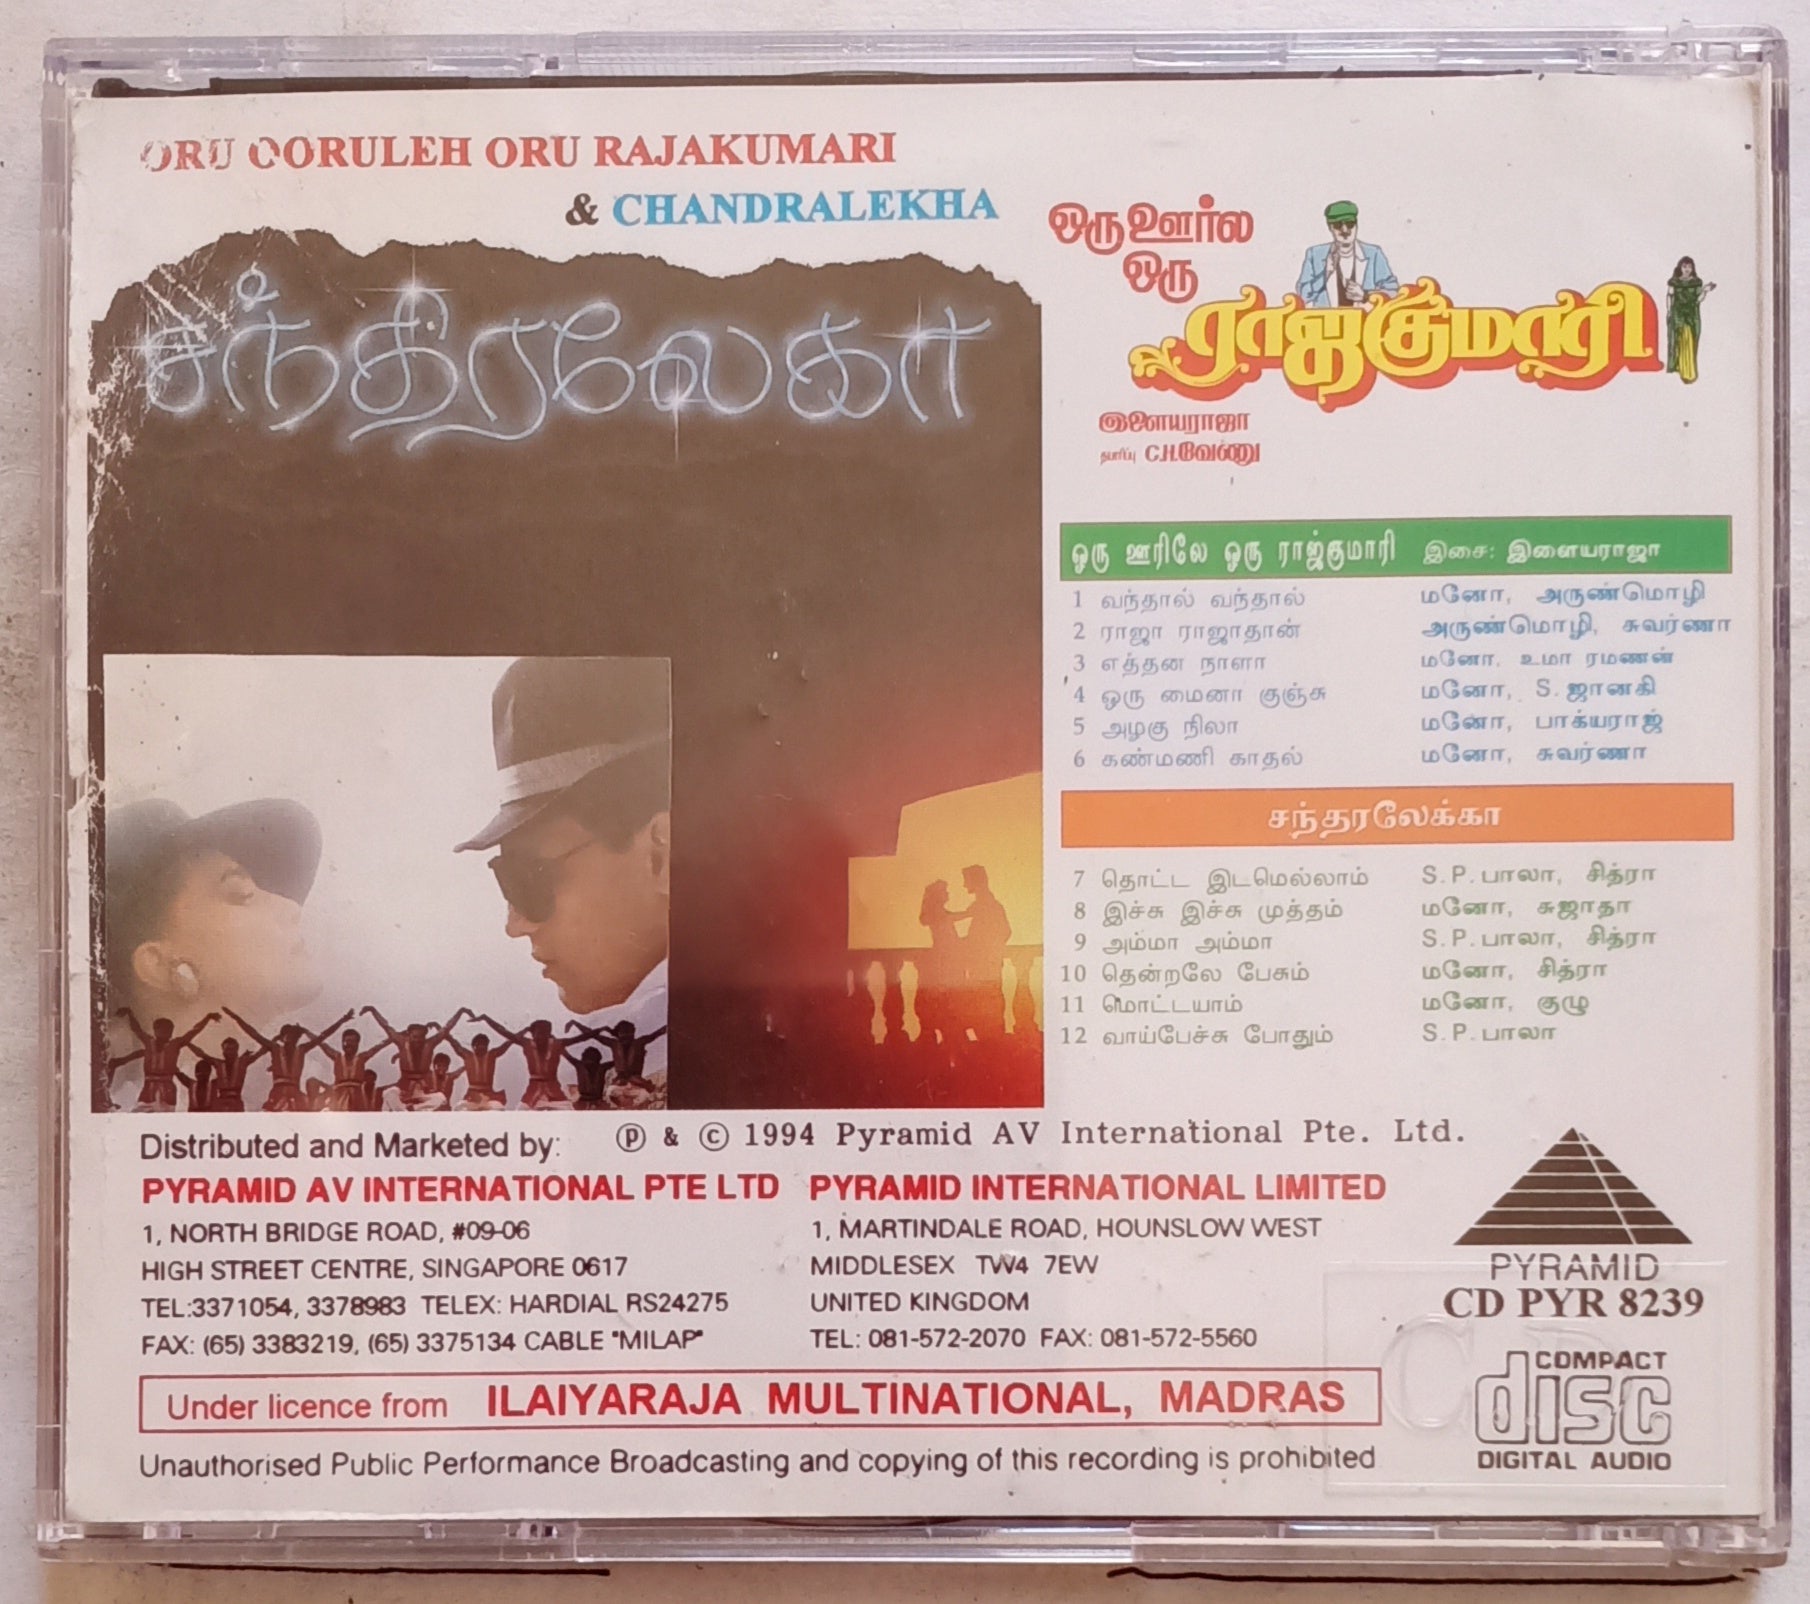 ORU OORULEH ORU RAJAKUMARI
& CHANDRALEKHA
சந்திரலேகா
ஒரு ஊர்ல
ஒரு
ராஜகுமாரி
இளையராஜா
தயாரிப்பு C.H.வேணு
ஒரு ஊரிலே ஒரு ராஜ்குமாரி இசை: இளையராஜா
1 வந்தால் வந்தால் மனோ, அருண்மொழி
2 ராஜா ராஜாதான் அருண்மொழி, சுவர்ணா
3 எத்தன நாளா மனோ, உமா ரமணன்
4 ஒரு மைனா குஞ்சு மனோ, S.ஜானகி
5 அழகு நிலா மனோ, பாக்யராஜ்
6 கண்மணி காதல் மனோ, சுவர்ணா
சந்தரலேக்கா
7 தொட்ட இடமெல்லாம் S.P.பாலா, சித்ரா
8 இச்சு இச்சு முத்தம் மனோ, சுஜாதா
9 அம்மா அம்மா S.P.பாலா, சித்ரா
10 தென்றலே பேசும் மனோ, சித்ரா
11 மொட்டயாம் மனோ, குழு
12 வாய்பேச்சு போதும் S.P.பாலா
Distributed and Marketed by: ℗ & © 1994 Pyramid AV International Pte. Ltd.
PYRAMID AV INTERNATIONAL PTE LTD
1, NORTH BRIDGE ROAD, #09-06
HIGH STREET CENTRE, SINGAPORE 0617
TEL:3371054, 3378983 TELEX: HARDIAL RS24275
FAX: (65) 3383219, (65) 3375134 CABLE "MILAP"
PYRAMID INTERNATIONAL LIMITED
1, MARTINDALE ROAD, HOUNSLOW WEST
MIDDLESEX TW4 7EW
UNITED KINGDOM
TEL: 081-572-2070 FAX: 081-572-5560
PYRAMID
CD PYR 8239
Under licence from ILAIYARAJA MULTINATIONAL, MADRAS
Unauthorised Public Performance Broadcasting and copying of this recording is prohibited
COMPACT
disc
DIGITAL AUDIO